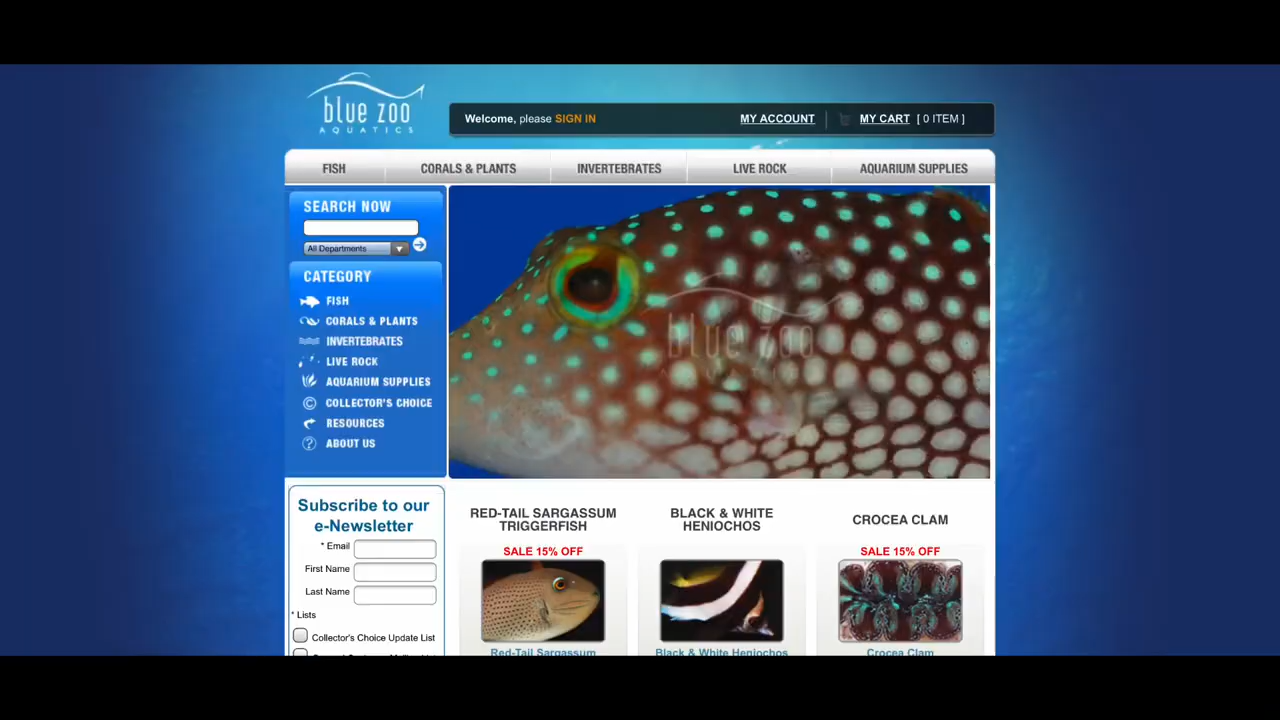 blue zoo
AQUATICS
Welcome, please SIGN IN
MY ACCOUNT
MY CART [ 0 ITEM ]
FISH
CORALS & PLANTS
INVERTEBRATES
LIVE ROCK
AQUARIUM SUPPLIES
SEARCH NOW
All Departments
CATEGORY
FISH
CORALS & PLANTS
INVERTEBRATES
LIVE ROCK
AQUARIUM SUPPLIES
COLLECTOR'S CHOICE
RESOURCES
ABOUT US
blue zoo
AQUATICS
Subscribe to our
e-Newsletter
* Email
First Name
Last Name
* Lists
Collector's Choice Update List
RED-TAIL SARGASSUM
TRIGGERFISH
SALE 15% OFF
Red-Tail Sargassum
BLACK & WHITE
HENIOCHOS
Black & White Heniochos
CROCEA CLAM
SALE 15% OFF
Crocea Clam